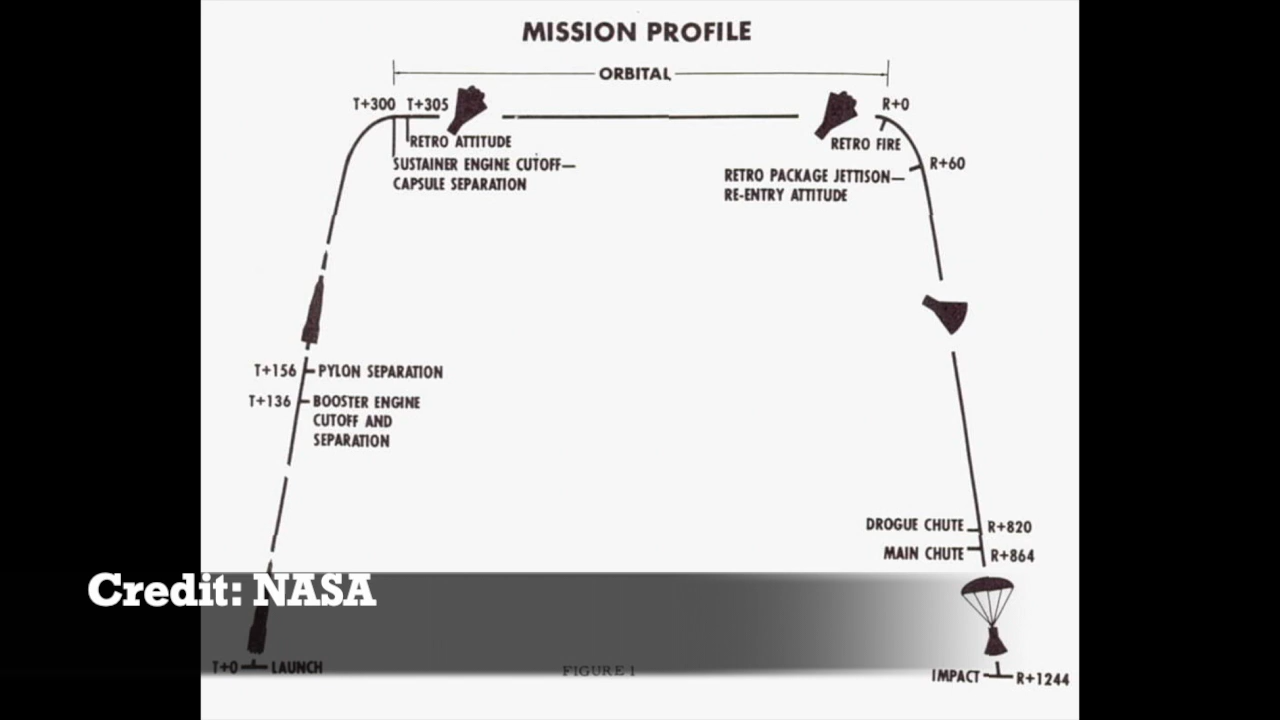 MISSION PROFILE
ORBITAL
T+300 T+305
R+0
RETRO ATTITUDE
RETRO FIRE
SUSTAINER ENGINE CUTOFF—
CAPSULE SEPARATION
R+60
RETRO PACKAGE JETTISON—
RE-ENTRY ATTITUDE
T+156
PYLON SEPARATION
T+136
BOOSTER ENGINE
CUTOFF AND
SEPARATION
DROGUE CHUTE
R+820
MAIN CHUTE
R+864
Credit: NASA
T+0
LAUNCH
FIGURE 1
IMPACT
R+1244